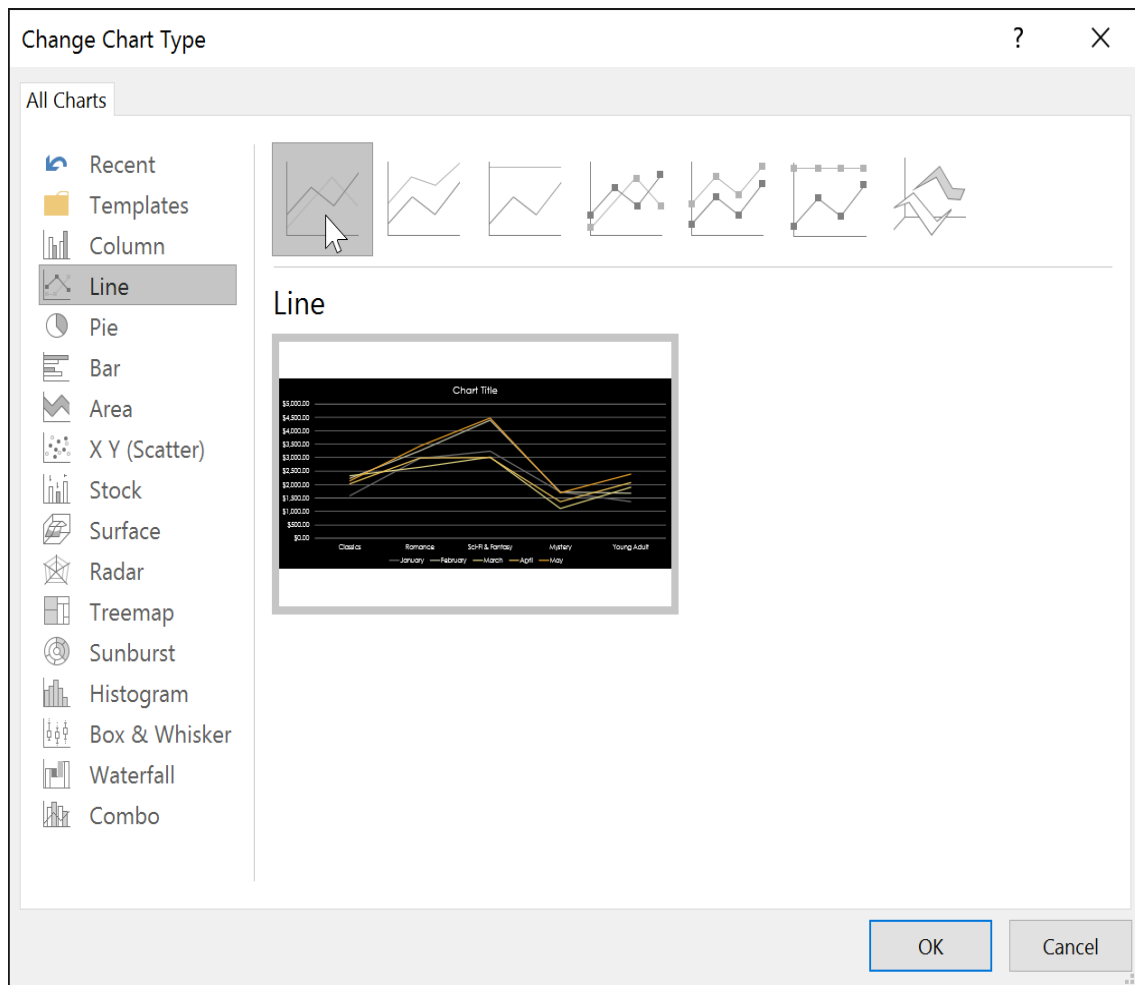 Change Chart Type
?
All Charts
Recent
Templates
Column
Line
Pie
Bar
Area
X Y (Scatter)
Stock
Surface
Radar
Treemap
Sunburst
Histogram
Box & Whisker
Waterfall
Combo
Line
Chart Title
$5,000.00
$4,500.00
$4,000.00
$3,500.00
$3,000.00
$2,500.00
$2,000.00
$1,500.00
$1,000.00
$500.00
$0.00
Classics Romance Sci-Fi & Fantasy Mystery Young Adult
January February March April May
OK Cancel